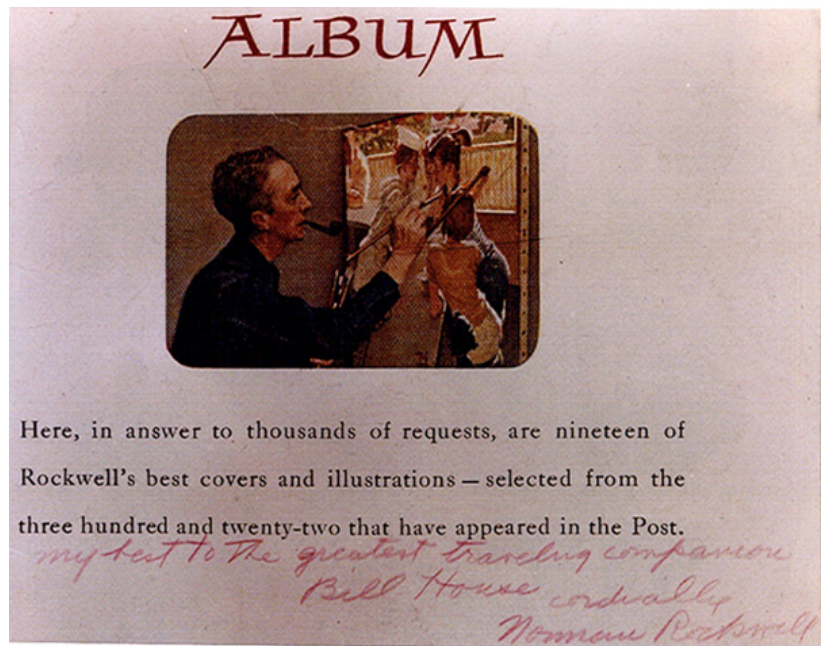 ALBUM
Here, in answer to thousands of requests, are nineteen of
Rockwell's best covers and illustrations — selected from the
three hundred and twenty-two that have appeared in the Post.
my best to the greatest traveling companion
Bill House cordially
Norman Rockwell